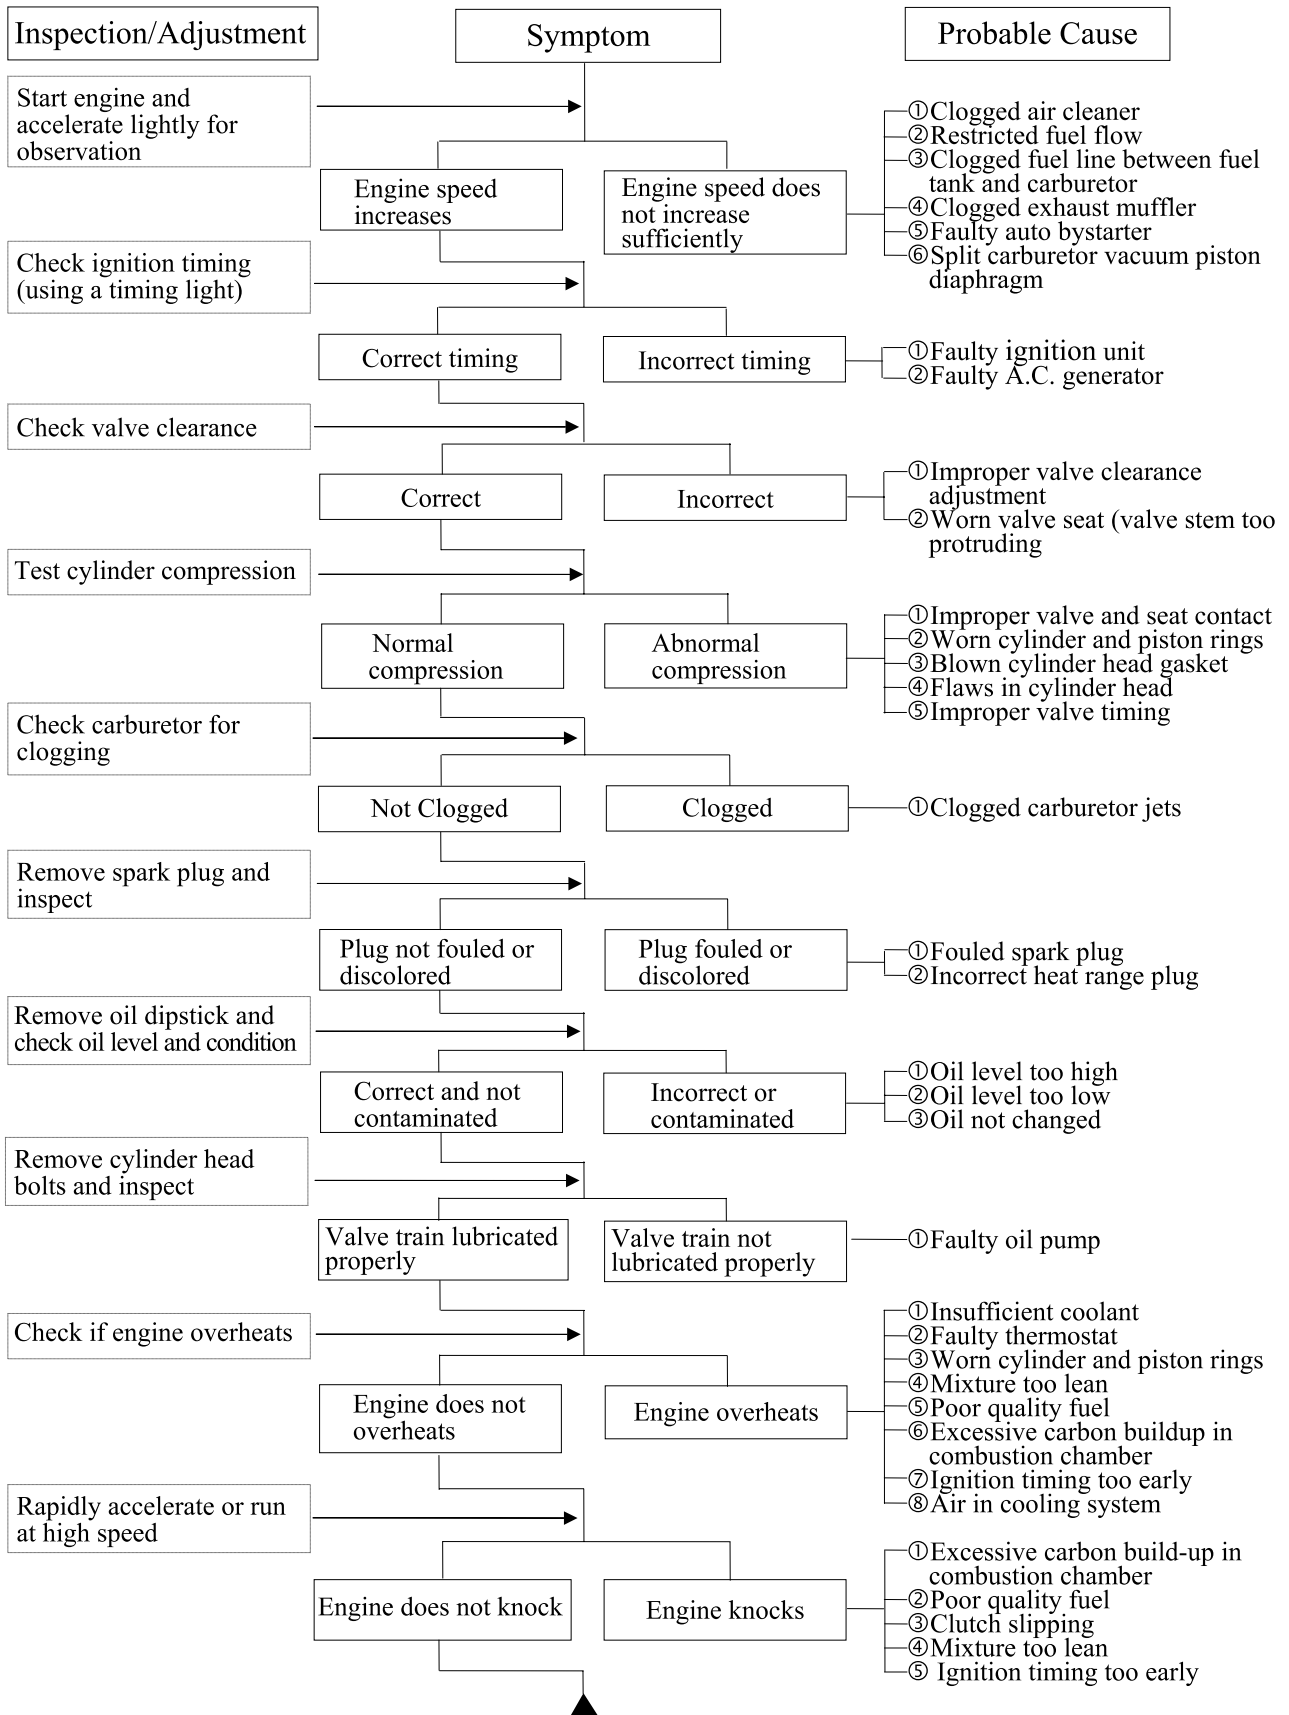 Inspection/Adjustment
Symptom
Probable Cause
Start engine and
accelerate lightly for
observation
Engine speed
increases
Engine speed does
not increase
sufficiently
①Clogged air cleaner
②Restricted fuel flow
③Clogged fuel line between fuel
tank and carburetor
④Clogged exhaust muffler
⑤Faulty auto bystarter
⑥Split carburetor vacuum piston
diaphragm
Check ignition timing
(using a timing light)
Correct timing
Incorrect timing
①Faulty ignition unit
②Faulty A.C. generator
Check valve clearance
Correct
Incorrect
①Improper valve clearance
adjustment
②Worn valve seat (valve stem too
protruding
Test cylinder compression
Normal
compression
Abnormal
compression
①Improper valve and seat contact
②Worn cylinder and piston rings
③Blown cylinder head gasket
④Flaws in cylinder head
⑤Improper valve timing
Check carburetor for
clogging
Not Clogged
Clogged
①Clogged carburetor jets
Remove spark plug and
inspect
Plug not fouled or
discolored
Plug fouled or
discolored
①Fouled spark plug
②Incorrect heat range plug
Remove oil dipstick and
check oil level and condition
Correct and not
contaminated
Incorrect or
contaminated
①Oil level too high
②Oil level too low
③Oil not changed
Remove cylinder head
bolts and inspect
Valve train lubricated
properly
Valve train not
lubricated properly
①Faulty oil pump
Check if engine overheats
Engine does not
overheats
Engine overheats
①Insufficient coolant
②Faulty thermostat
③Worn cylinder and piston rings
④Mixture too lean
⑤Poor quality fuel
⑥Excessive carbon buildup in
combustion chamber
⑦Ignition timing too early
⑧Air in cooling system
Rapidly accelerate or run
at high speed
Engine does not knock
Engine knocks
①Excessive carbon build-up in
combustion chamber
②Poor quality fuel
③Clutch slipping
④Mixture too lean
⑤ Ignition timing too early